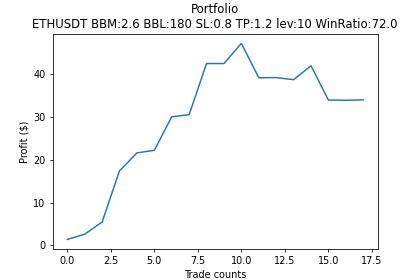 Portfolio
ETHUSDT BBM:2.6 BBL:180 SL:0.8 TP:1.2 lev:10 WinRatio:72.0
Profit ($)
40
30
20
10
0
0.0 2.5 5.0 7.5 10.0 12.5 15.0 17.5
Trade counts